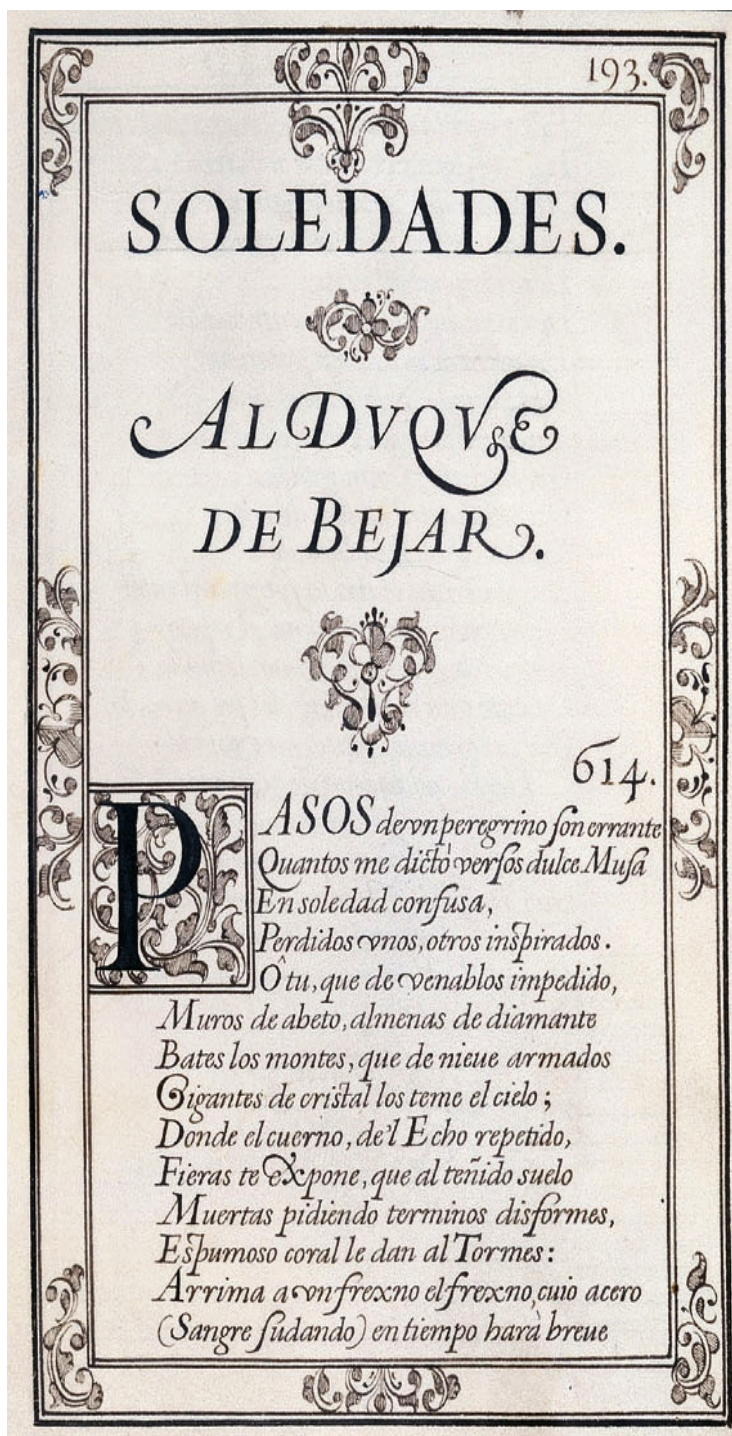 193.
SOLEDADES.
AL DVQVE
DE BEJAR.
614.
PASOS de vn peregrino son errante
Quantos me dictò versos dulce Musa
En soledad confusa,
Perdidos vnos, otros inspirados.
Ô tu, que de venablos impedido,
Muros de abeto, almenas de diamante
Bates los montes, que de nieue armados
Gigantes de cristal los teme el cielo;
Donde el cuerno, de'l Echo repetido,
Fieras te expone, que al teñido suelo
Muertas pidiendo terminos disformes,
Espumoso coral le dan al Tormes:
Arrima a vn frexno el frexno, cuio acero
(Sangre sudando) en tiempo harà breue